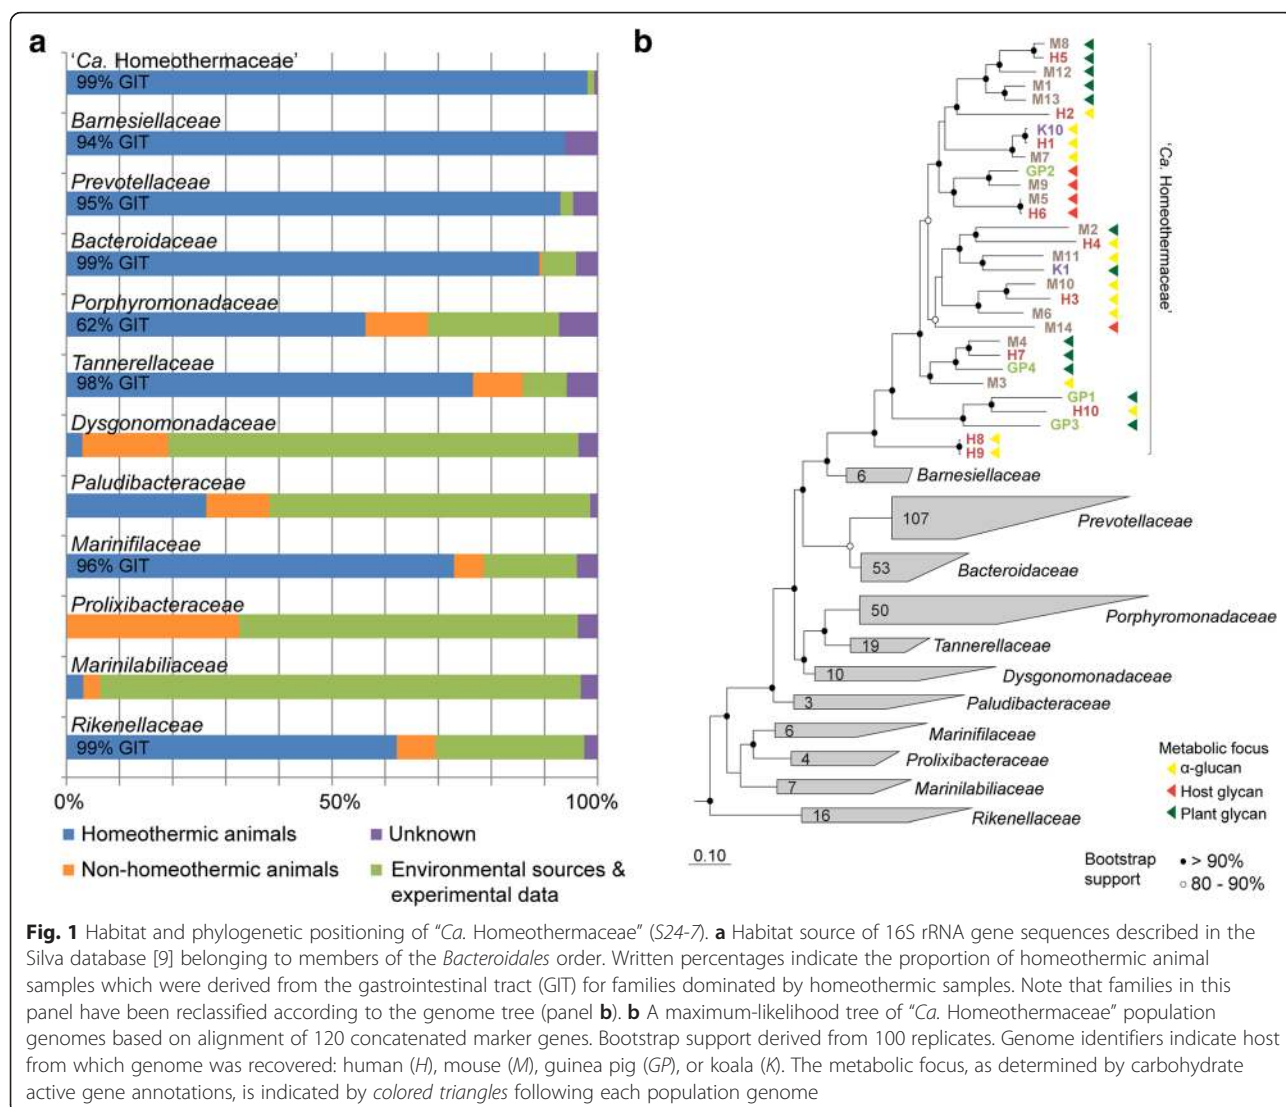 a
'Ca. Homeothermaceae'
99% GIT
Barnesiellaceae
94% GIT
Prevotellaceae
95% GIT
Bacteroidaceae
99% GIT
Porphyromonadaceae
62% GIT
Tannerellaceae
98% GIT
Dysgonomonadaceae
Paludibacteraceae
Marinifilaceae
96% GIT
Prolixibacteraceae
Marinilabiliaceae
Rikenellaceae
99% GIT
0% 50% 100%
Homeothermic animals
Unknown
Non-homeothermic animals
Environmental sources &
experimental data
b
M8
H5
M12
M1
M13
H2
K10
H1
M7
GP2
M9
M5
H6
M2
H4
M11
K1
M10
H3
M6
M14
M4
H7
GP4
M3
GP1
H10
GP3
H8
H9
'Ca. Homeothermaceae'
6 Barnesiellaceae
107 Prevotellaceae
53 Bacteroidaceae
50 Porphyromonadaceae
19 Tannerellaceae
10 Dysgonomonadaceae
3 Paludibacteraceae
6 Marinifilaceae
4 Prolixibacteraceae
7 Marinilabiliaceae
16 Rikenellaceae
Metabolic focus
α-glucan
Host glycan
Plant glycan
0.10
Bootstrap
support
> 90%
80 - 90%
Fig. 1 Habitat and phylogenetic positioning of "Ca. Homeothermaceae" (S24-7). a Habitat source of 16S rRNA gene sequences described in the
Silva database [9] belonging to members of the Bacteroidales order. Written percentages indicate the proportion of homeothermic animal
samples which were derived from the gastrointestinal tract (GIT) for families dominated by homeothermic samples. Note that families in this
panel have been reclassified according to the genome tree (panel b). b A maximum-likelihood tree of "Ca. Homeothermaceae" population
genomes based on alignment of 120 concatenated marker genes. Bootstrap support derived from 100 replicates. Genome identifiers indicate host
from which genome was recovered: human (H), mouse (M), guinea pig (GP), or koala (K). The metabolic focus, as determined by carbohydrate
active gene annotations, is indicated by colored triangles following each population genome